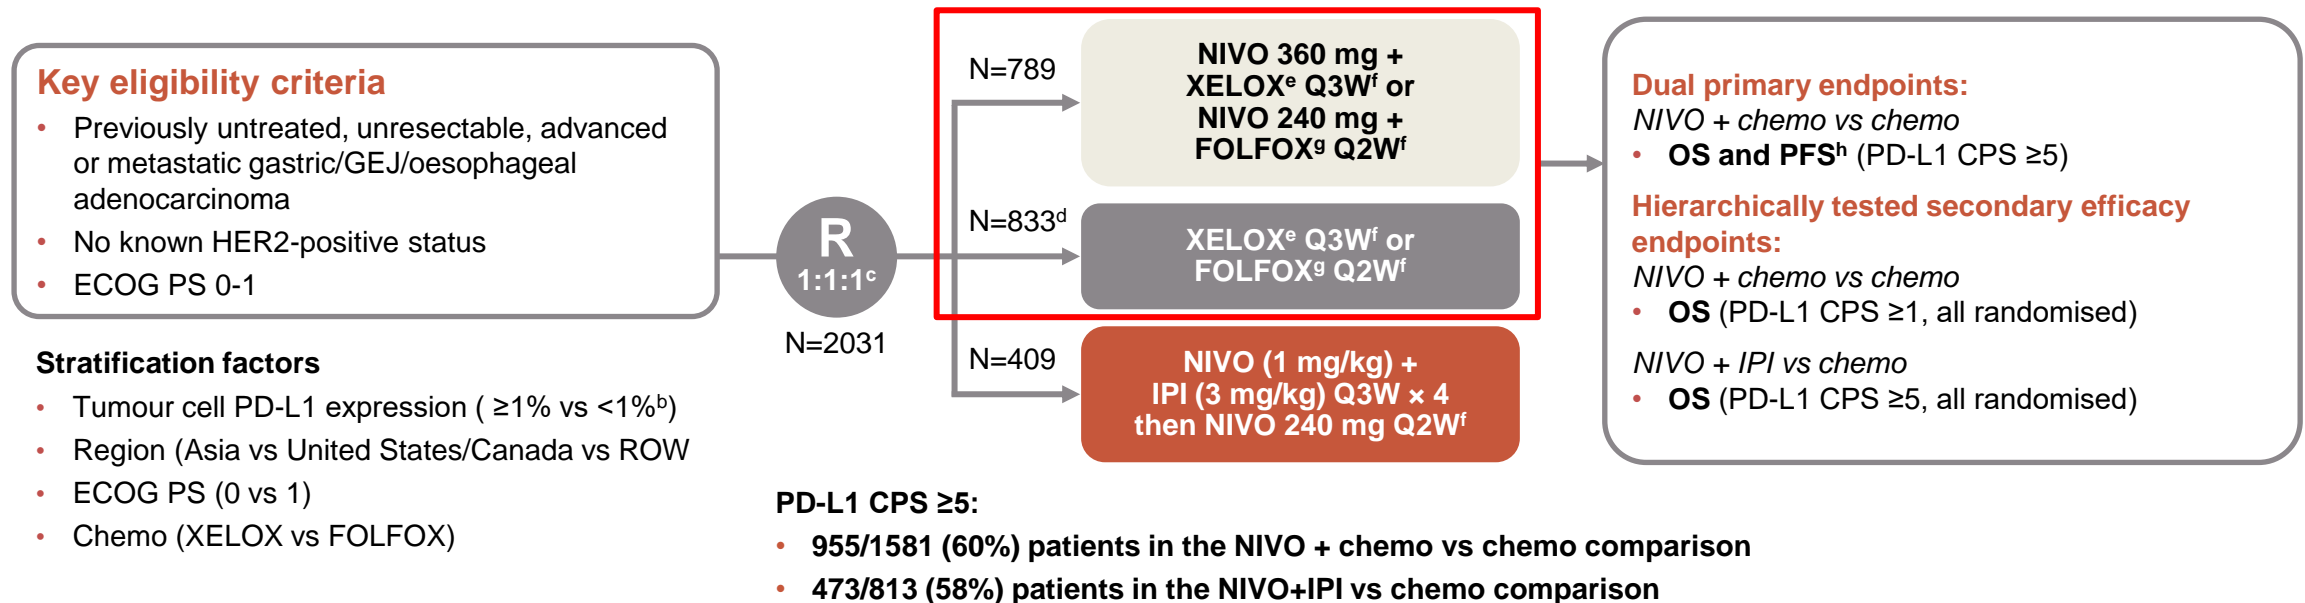 Key eligibility criteria
• Previously untreated, unresectable, advanced
or metastatic gastric/GEJ/oesophageal
adenocarcinoma
• No known HER2-positive status
• ECOG PS 0-1
Stratification factors
• Tumour cell PD-L1 expression ( ≥1% vs <1%ᵇ)
• Region (Asia vs United States/Canada vs ROW
• ECOG PS (0 vs 1)
• Chemo (XELOX vs FOLFOX)
R
1:1:1ᶜ
N=2031
N=789
NIVO 360 mg +
XELOXᵉ Q3Wᶠ or
NIVO 240 mg +
FOLFOXᵍ Q2Wᶠ
N=833ᵈ
XELOXᵉ Q3Wᶠ or
FOLFOXᵍ Q2Wᶠ
N=409
NIVO (1 mg/kg) +
IPI (3 mg/kg) Q3W × 4
then NIVO 240 mg Q2Wᶠ
Dual primary endpoints:
NIVO + chemo vs chemo
• OS and PFSʰ (PD-L1 CPS ≥5)
Hierarchically tested secondary efficacy
endpoints:
NIVO + chemo vs chemo
• OS (PD-L1 CPS ≥1, all randomised)
NIVO + IPI vs chemo
• OS (PD-L1 CPS ≥5, all randomised)
PD-L1 CPS ≥5:
• 955/1581 (60%) patients in the NIVO + chemo vs chemo comparison
• 473/813 (58%) patients in the NIVO+IPI vs chemo comparison